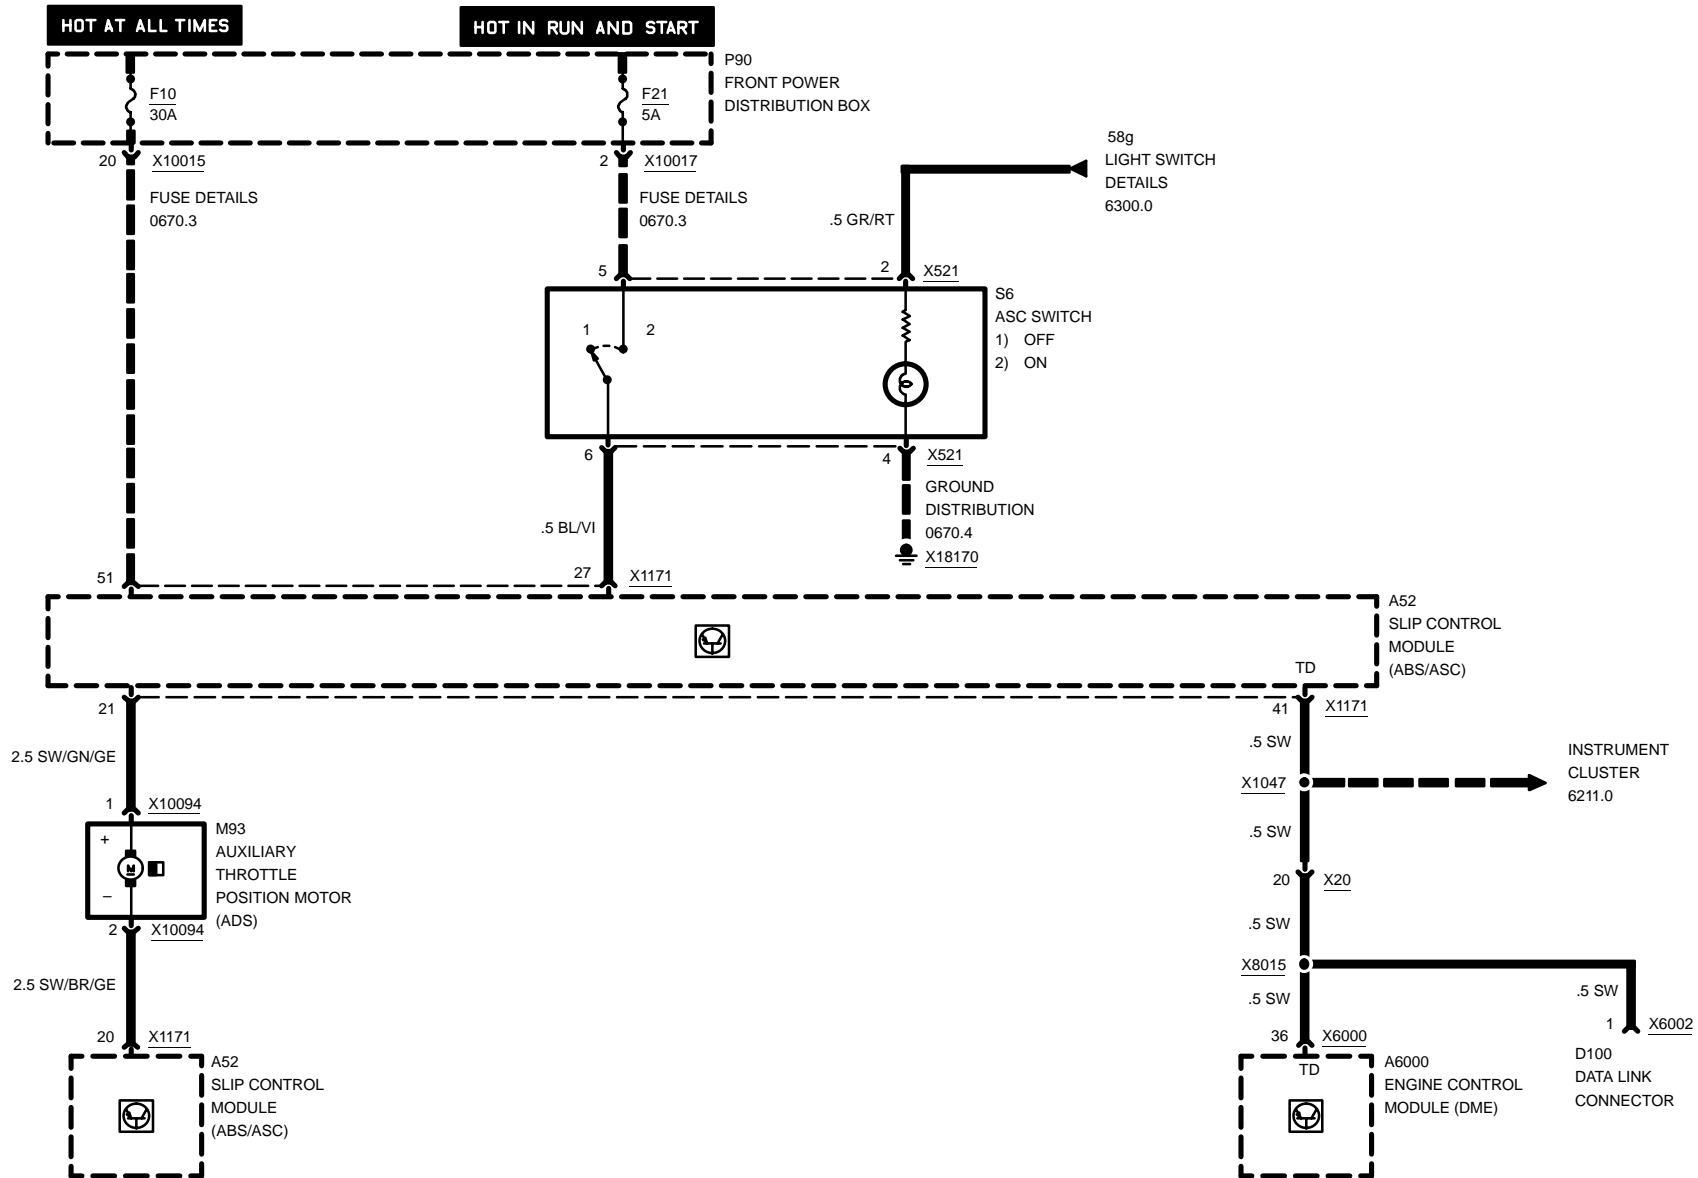 HOT AT ALL TIMES
HOT IN RUN AND START
P90
FRONT POWER
DISTRIBUTION BOX
F10
30A
F21
5A
20 X10015
2 X10017
FUSE DETAILS
0670.3
FUSE DETAILS
0670.3
58g
LIGHT SWITCH
DETAILS
6300.0
.5 GR/RT
5
2 X521
S6
ASC SWITCH
1) OFF
2) ON
1 2
6
4 X521
GROUND
DISTRIBUTION
0670.4
X18170
.5 BL/VI
51
27 X1171
A52
SLIP CONTROL
MODULE
(ABS/ASC)
TD
21
41 X1171
2.5 SW/GN/GE
.5 SW
X1047
INSTRUMENT
CLUSTER
6211.0
1 X10094
.5 SW
+
M
–
M93
AUXILIARY
THROTTLE
POSITION MOTOR
(ADS)
20 X20
2 X10094
.5 SW
X8015
2.5 SW/BR/GE
.5 SW
.5 SW
1 X6002
20 X1171
36 X6000
A52
SLIP CONTROL
MODULE
(ABS/ASC)
TD
A6000
ENGINE CONTROL
MODULE (DME)
D100
DATA LINK
CONNECTOR